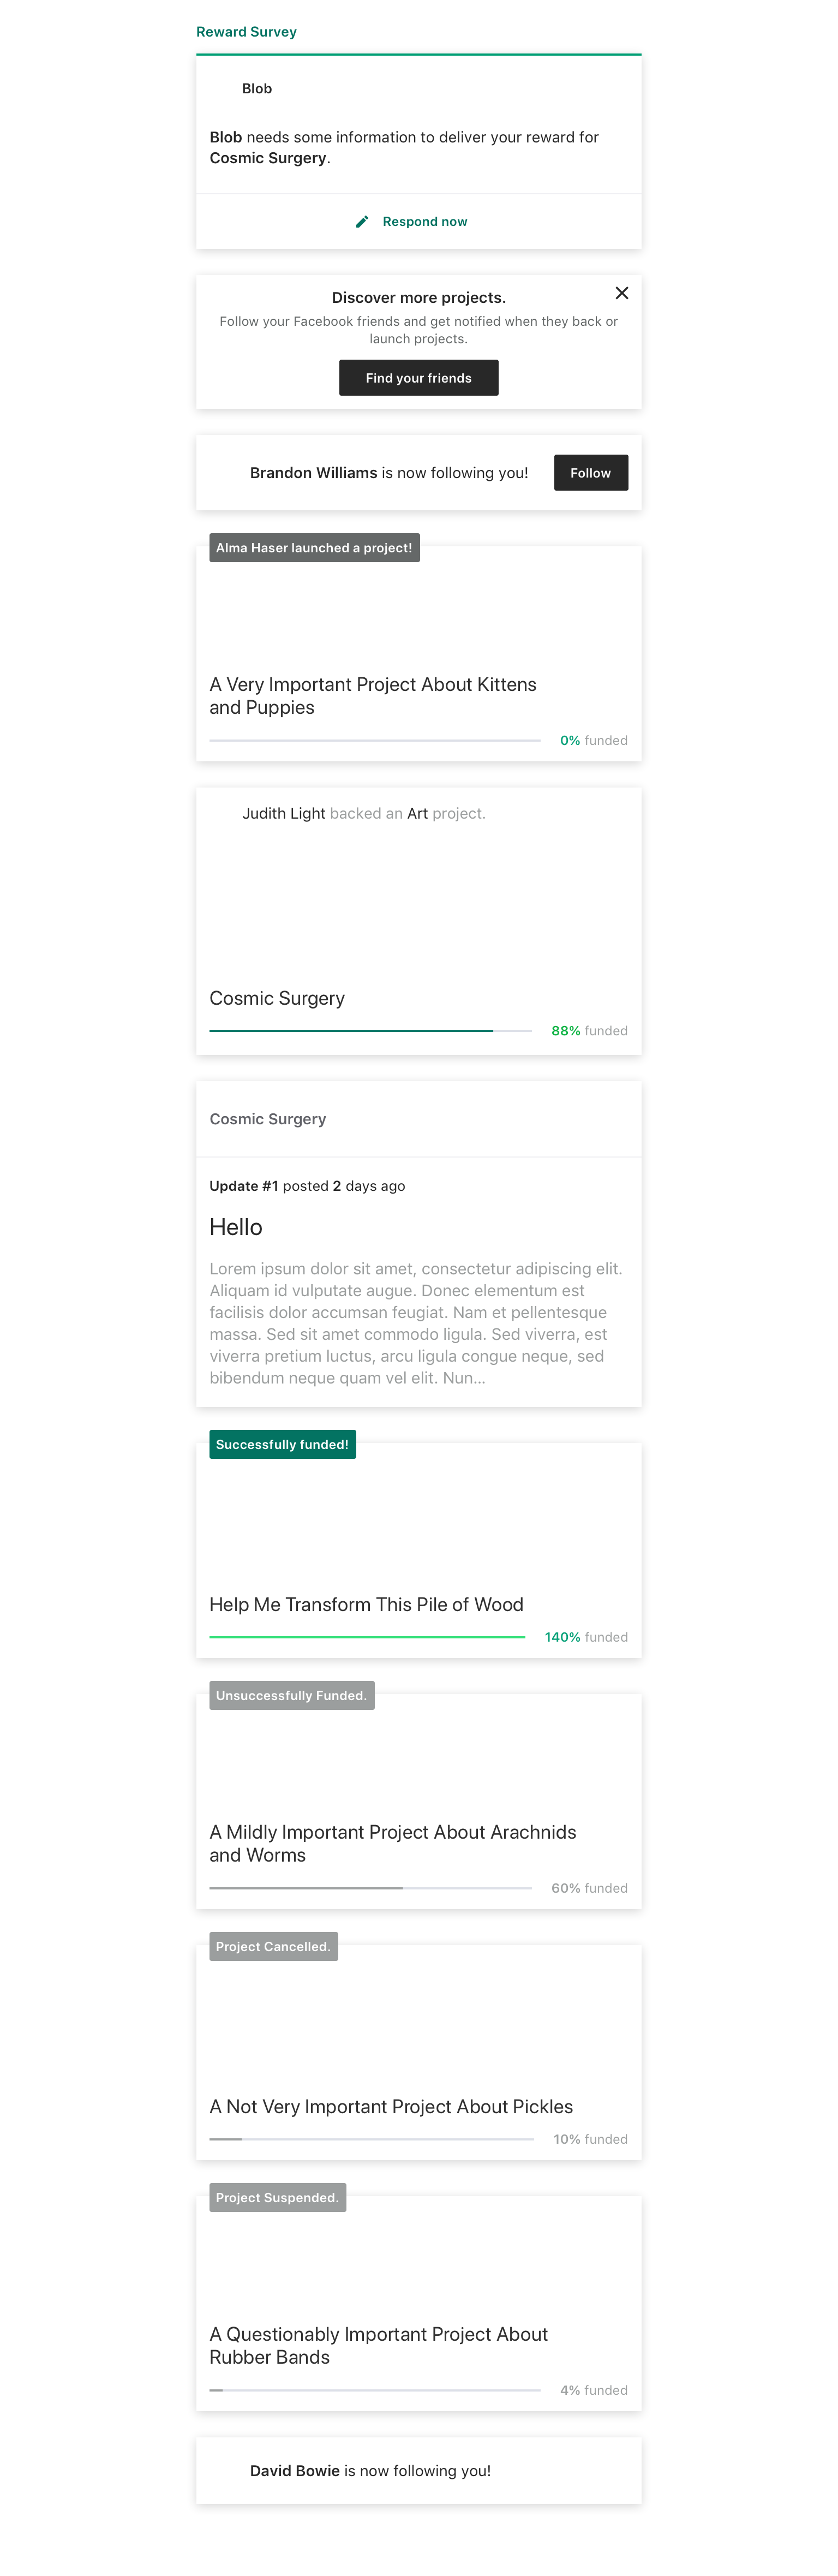 Reward Survey
Blob
Blob needs some information to deliver your reward for
Cosmic Surgery.
Respond now
Discover more projects.
Follow your Facebook friends and get notified when they back or
launch projects.
Find your friends
Brandon Williams is now following you!
Follow
Alma Haser launched a project!
A Very Important Project About Kittens
and Puppies
0% funded
Judith Light backed an Art project.
Cosmic Surgery
88% funded
Cosmic Surgery
Update #1 posted 2 days ago
Hello
Lorem ipsum dolor sit amet, consectetur adipiscing elit.
Aliquam id vulputate augue. Donec elementum est
facilisis dolor accumsan feugiat. Nam et pellentesque
massa. Sed sit amet commodo ligula. Sed viverra, est
viverra pretium luctus, arcu ligula congue neque, sed
bibendum neque quam vel elit. Nun...
Successfully funded!
Help Me Transform This Pile of Wood
140% funded
Unsuccessfully Funded.
A Mildly Important Project About Arachnids
and Worms
60% funded
Project Cancelled.
A Not Very Important Project About Pickles
10% funded
Project Suspended.
A Questionably Important Project About
Rubber Bands
4% funded
David Bowie is now following you!